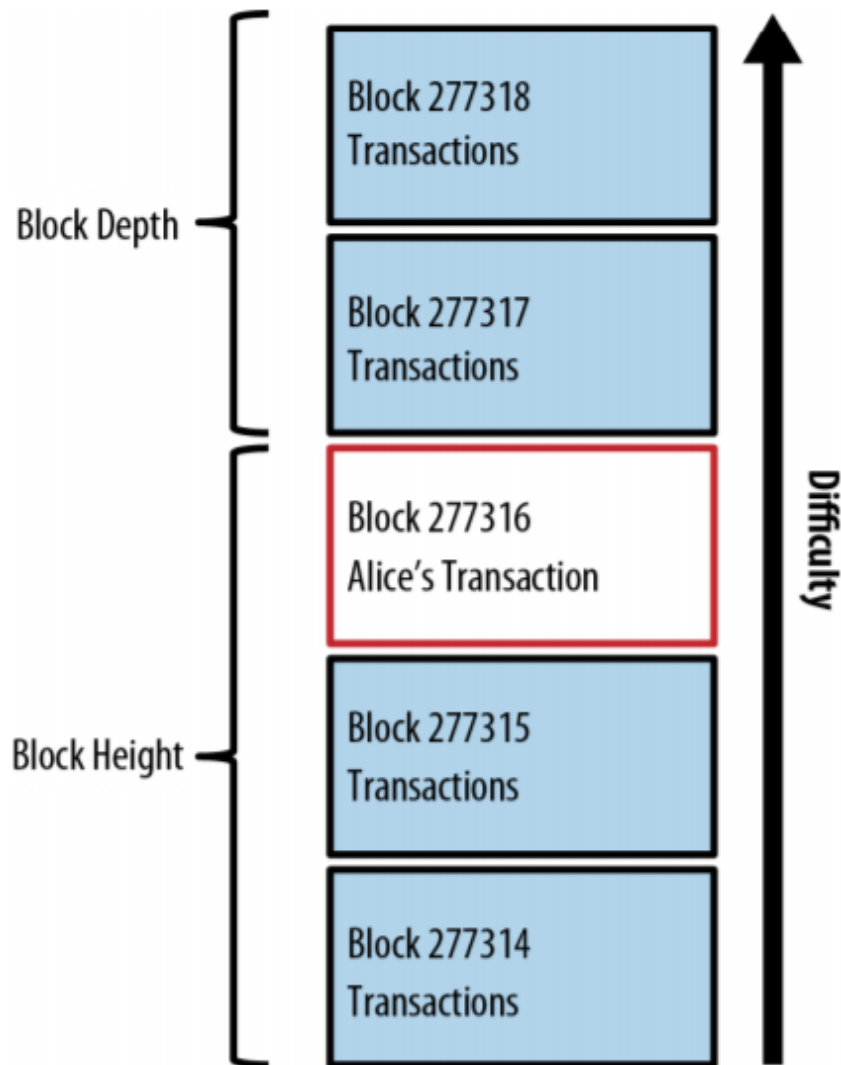 Block 277318
Transactions
Block Depth
Block 277317
Transactions
Block 277316
Alice’s Transaction
Difficulty
Block 277315
Block Height
Transactions
Block 277314
Transactions